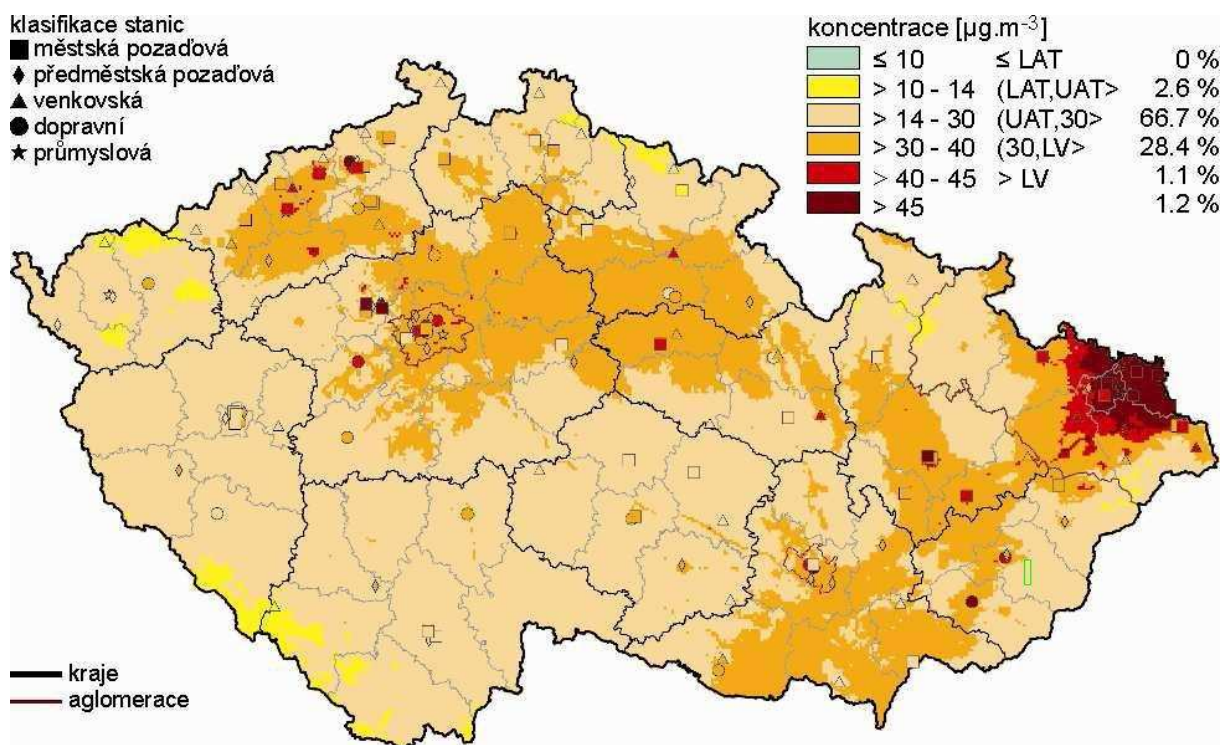 klasifikace stanic
městská pozaďová
předměstská pozaďová
venkovská
dopravní
průmyslová
koncentrace [µg.m⁻³]
≤ 10 ≤ LAT 0 %
> 10 - 14 (LAT,UAT> 2.6 %
> 14 - 30 (UAT,30> 66.7 %
> 30 - 40 (30,LV> 28.4 %
> 40 - 45 > LV 1.1 %
> 45 1.2 %
kraje
aglomerace